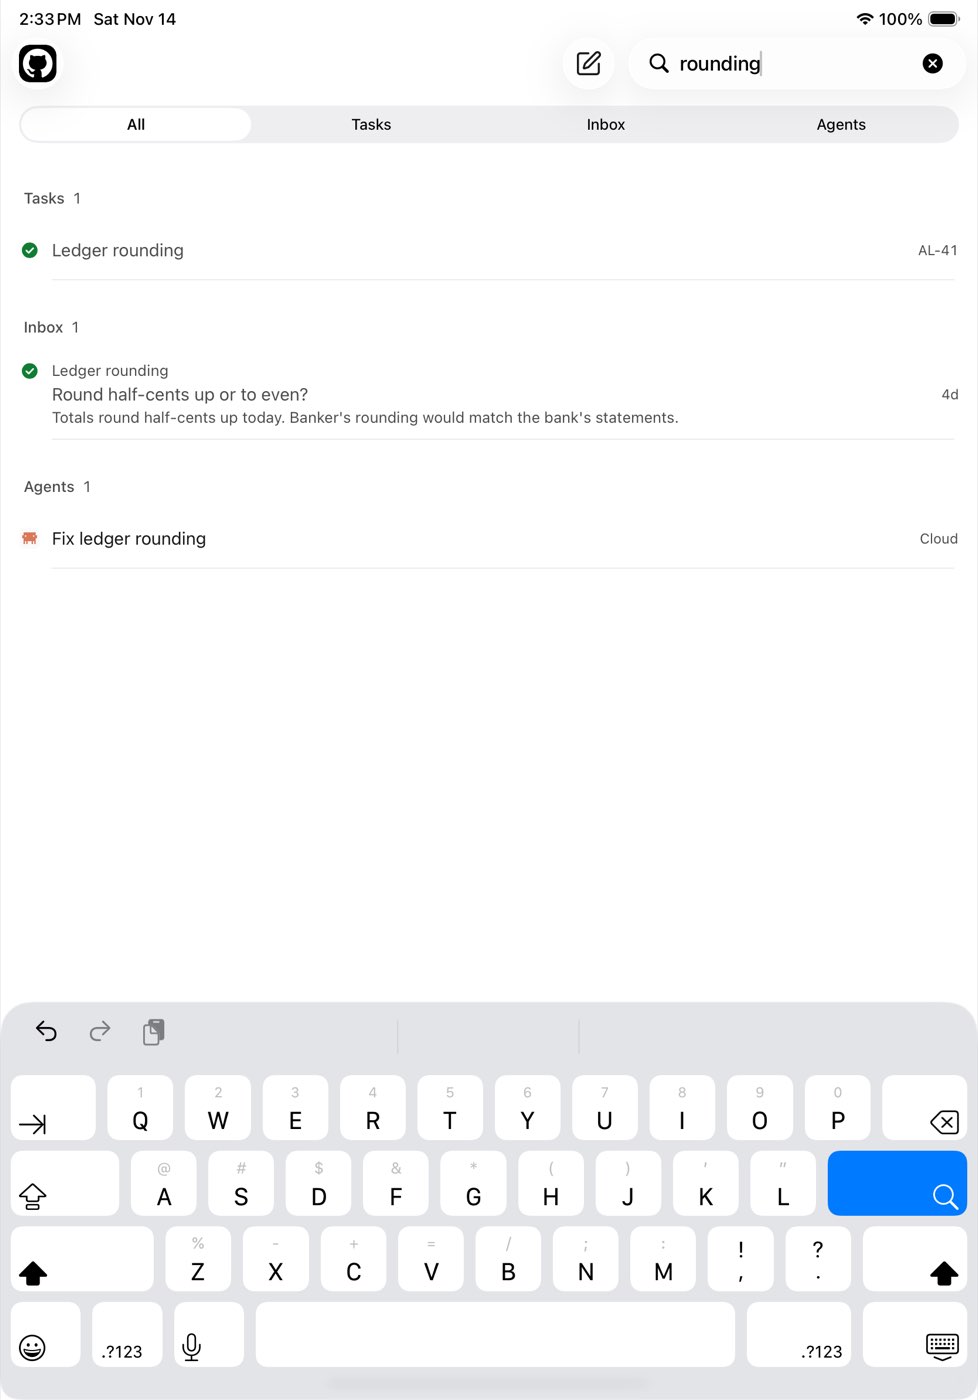 2:33 PM Sat Nov 14 100%
rounding
All Tasks Inbox Agents
Tasks 1
Ledger rounding AL-41
Inbox 1
Ledger rounding
Round half-cents up or to even? 4d
Totals round half-cents up today. Banker's rounding would match the bank's statements.
Agents 1
Fix ledger rounding Cloud
1 2 3 4 5 6 7 8 9 0
Q W E R T Y U I O P
@ # $ & * ( ) ' "
A S D F G H J K L
% - + = / ; : ! ?
Z X C V B N M , .
.?123 .?123